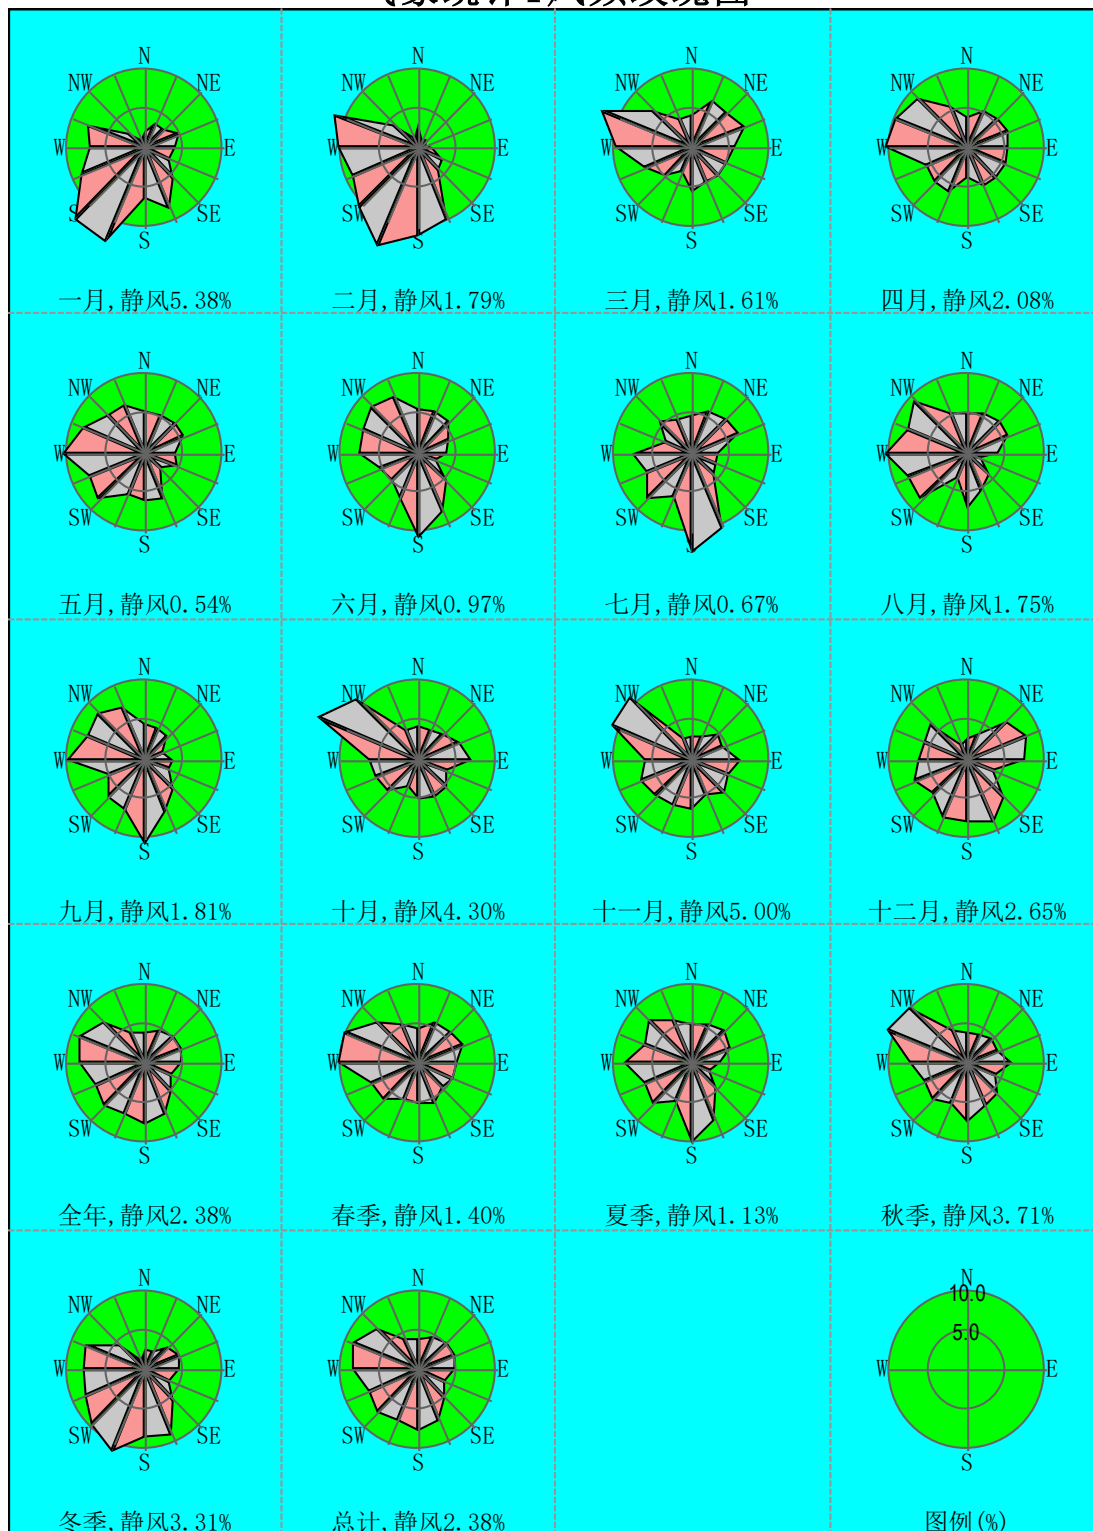 N N N N
NW NE NW NE NW NE NW NE
W E W E W E W E
SE SW SE SW SE SW SE
S S S S
一月,静风5.38% 二月,静风1.79% 三月,静风1.61% 四月,静风2.08%
N N N N
NW NE NW NE NW NE NW NE
W E W E W E W E
SW SE SW SE SW SE SW SE
S S S S
五月,静风0.54% 六月,静风0.97% 七月,静风0.67% 八月,静风1.75%
N N N N
NW NE NW NE NW NE NW NE
W E W E W E W E
SW SE SW SE SW SE SW SE
S S S S
九月,静风1.81% 十月,静风4.30% 十一月,静风5.00% 十二月,静风2.65%
N N N N
NW NE NW NE NW NE NW NE
W E W E W E W E
SW SE SW SE SW SE SW SE
S S S S
全年,静风2.38% 春季,静风1.40% 夏季,静风1.13% 秋季,静风3.71%
N N N
10.0
NW NE NW NE
5.0
W E W E W E
SW SE SW SE
S S S
冬季,静风3.31% 总计,静风2.38% 图例(%)